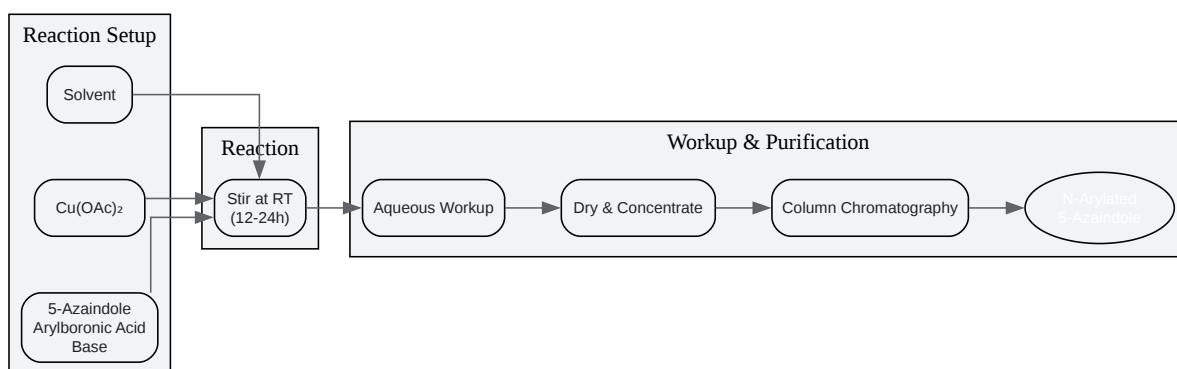 Reaction Setup
Solvent
Cu(OAc)₂
5-Azaindole
Arylboronic Acid
Base
Reaction
Stir at RT
(12-24h)
Workup & Purification
Aqueous Workup
Dry & Concentrate
Column Chromatography
N-Arylated
5-Azaindole